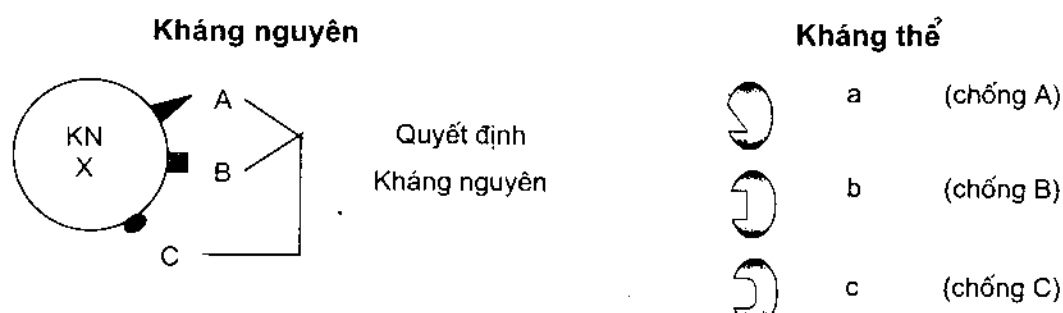 Kháng nguyên
Kháng thể
KN
X
A
B
C
Quyết định
Kháng nguyên
a (chống A)
b (chống B)
c (chống C)